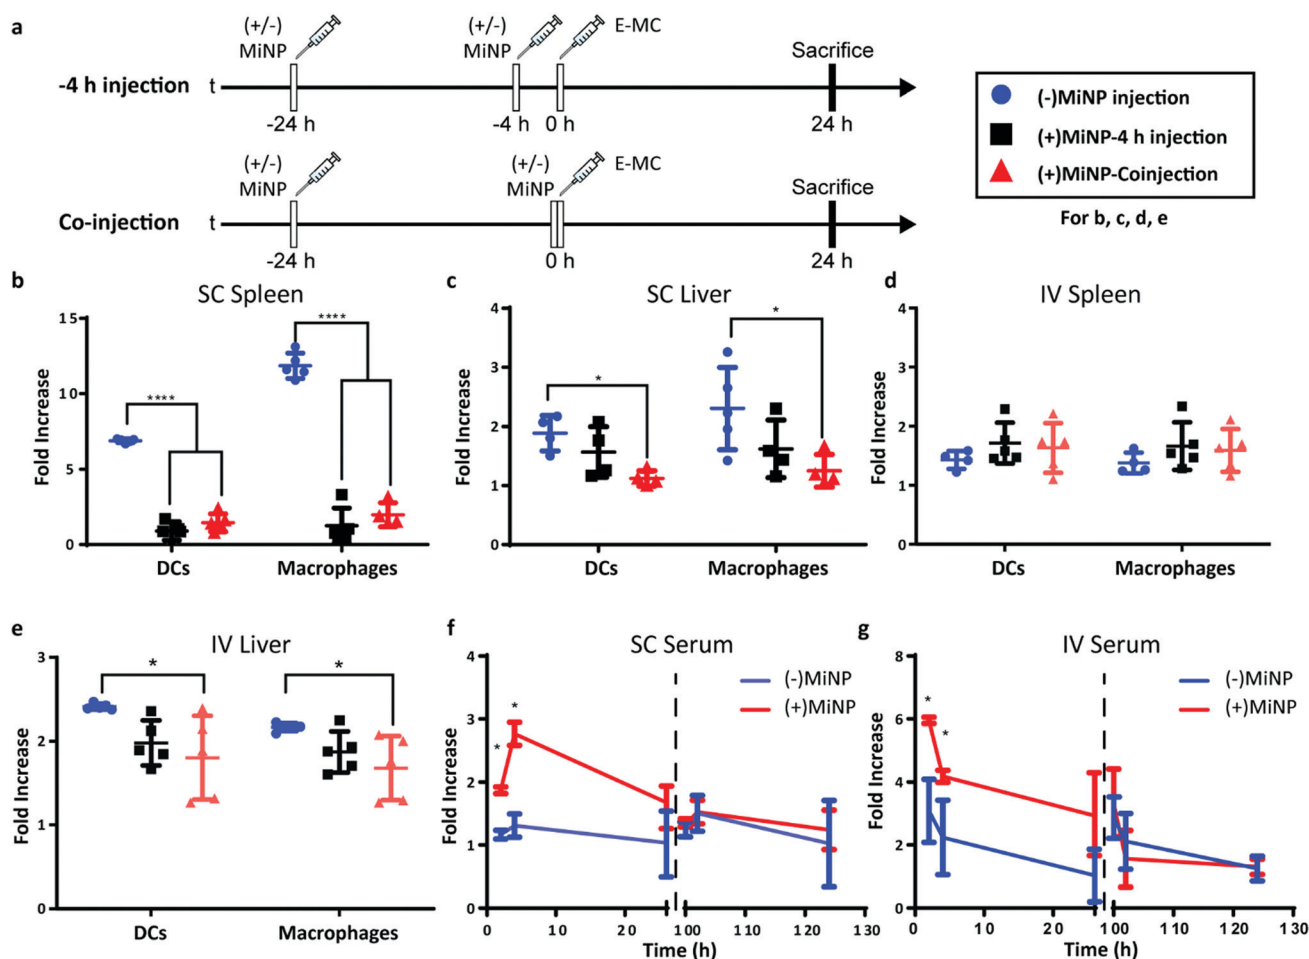 a
(+/-)
MiNP
(+/-)
MiNP
E-MC
Sacrifice
-4 h injection
t
-24 h
-4 h
0 h
24 h
(+/-)
MiNP
(+/-)
MiNP
E-MC
Sacrifice
Co-injection
t
-24 h
0 h
24 h
(-)MiNP injection
(+)MiNP-4 h injection
(+)MiNP-Coinjection
For b, c, d, e
b
SC Spleen
Fold Increase
15
10
5
0
****
****
DCs
Macrophages
c
SC Liver
Fold Increase
4
3
2
1
0
*
*
DCs
Macrophages
d
IV Spleen
Fold Increase
4
3
2
1
0
DCs
Macrophages
e
IV Liver
Fold Increase
3
2
1
0
*
*
DCs
Macrophages
f
SC Serum
(-)MiNP
(+)MiNP
Fold Increase
4
3
2
1
0
*
*
0
10
20
100
110
120
130
Time (h)
g
IV Serum
(-)MiNP
(+)MiNP
Fold Increase
8
6
4
2
0
*
*
0
10
20
100
110
120
130
Time (h)